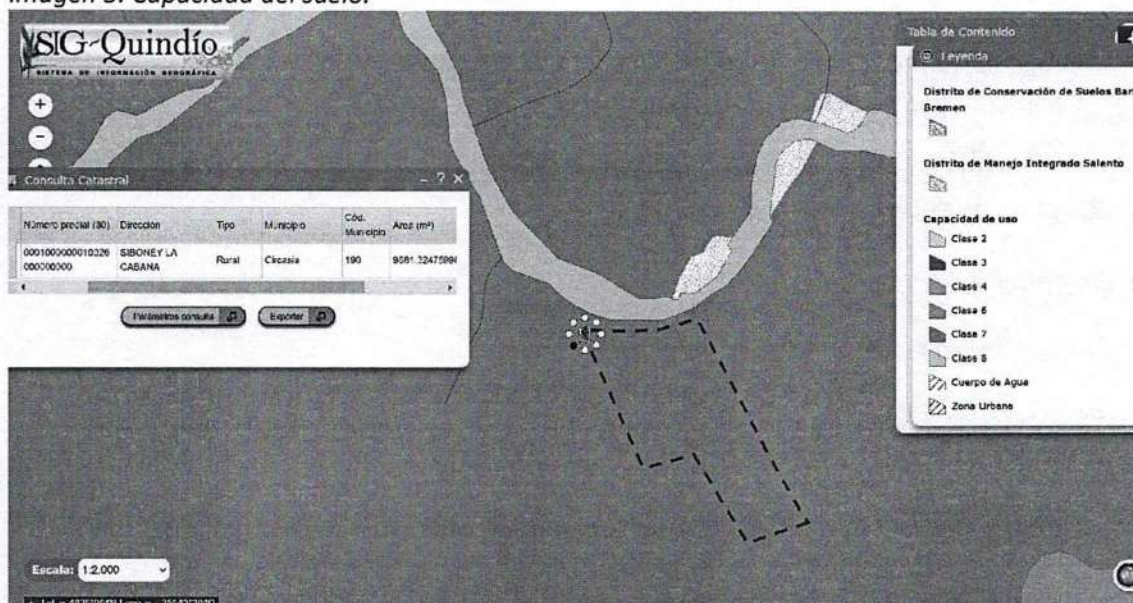 Imagen 3. Capacidad del suelo.
SIG-Quindío
SISTEMA DE INFORMACIÓN GEOGRÁFICA
Consulta Catastral
Número predial (30) Dirección Tipo Municipio Cód. Municipio Area (m²)
SIBONEY LA CABANA Rural Circasia 190
Parámetros consulta Exportar
Tabla de Contenido
Leyenda
Distrito de Conservación de Suelos
Bremen
Distrito de Manejo Integrado Salento
Capacidad de uso
Clase 2
Clase 3
Clase 4
Clase 6
Clase 7
Clase 8
Cuerpo de Agua
Zona Urbana
Escala: 1:2.000